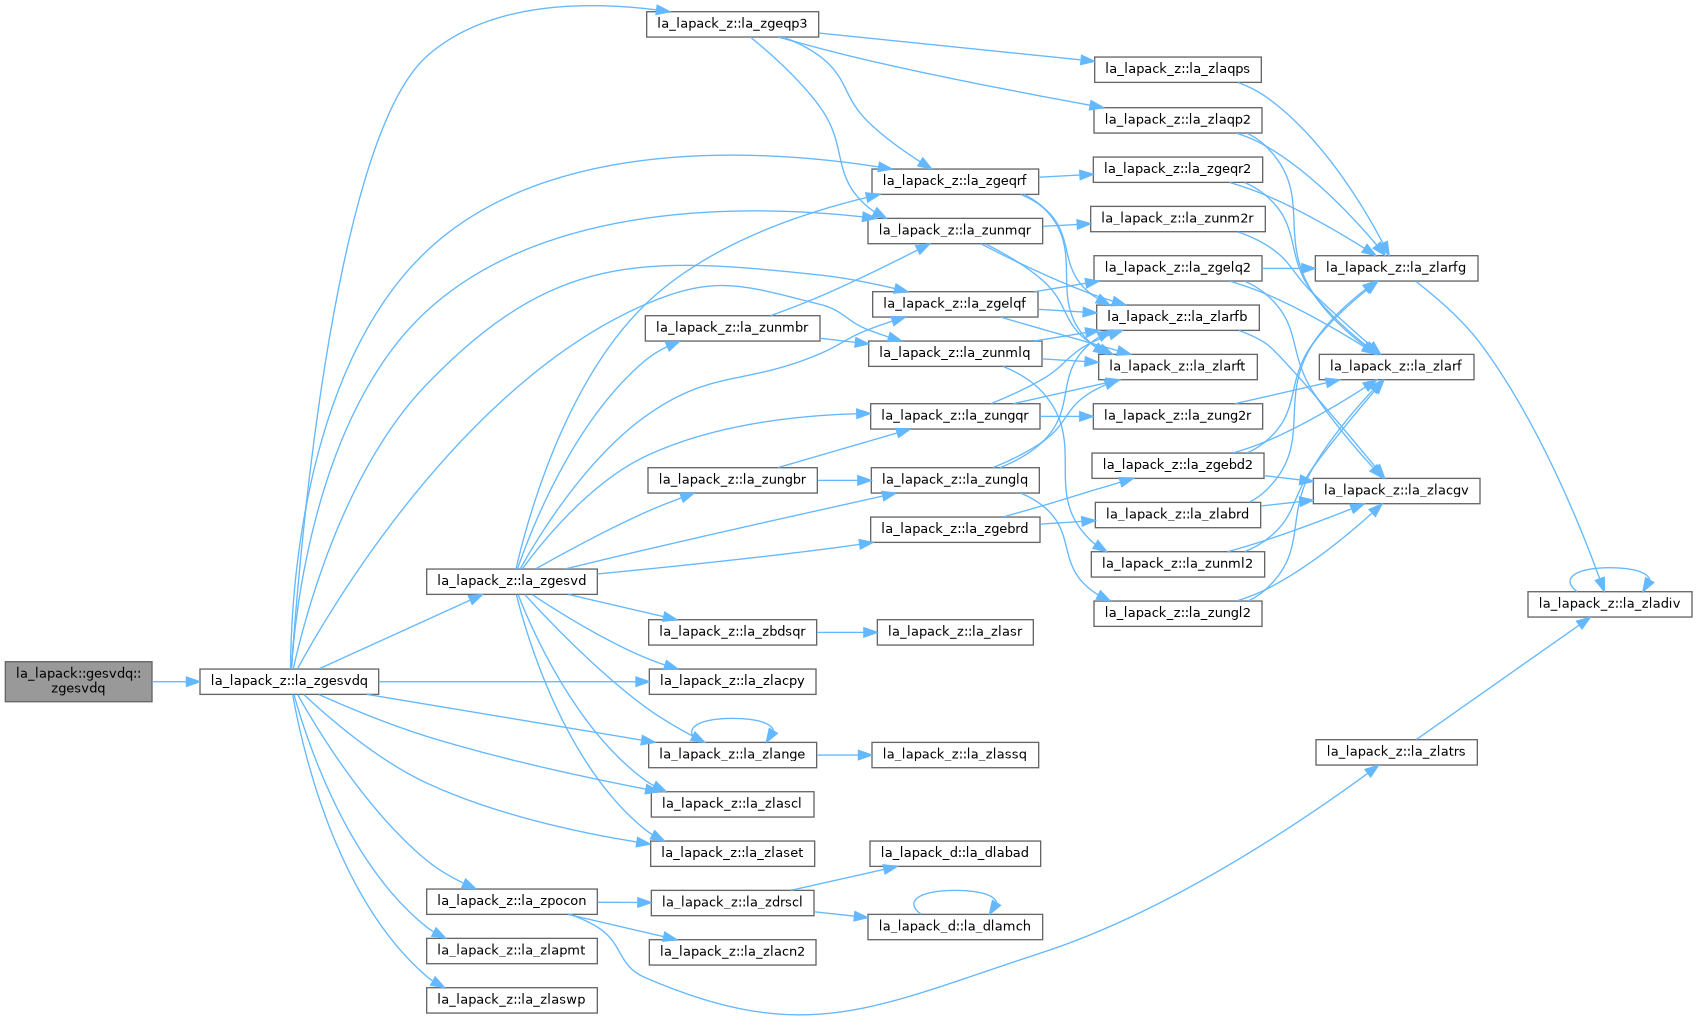 la_lapack_z::la_zgeqp3
la_lapack_z::la_zlaqps
la_lapack_z::la_zlaqp2
la_lapack_z::la_zgeqr2
la_lapack_z::la_zgeqrf
la_lapack_z::la_zunm2r
la_lapack_z::la_zunmqr
la_lapack_z::la_zgelq2
la_lapack_z::la_zlarfg
la_lapack_z::la_zgelqf
la_lapack_z::la_zlarfb
la_lapack_z::la_zunmbr
la_lapack_z::la_zunmlq
la_lapack_z::la_zlarft
la_lapack_z::la_zlarf
la_lapack_z::la_zungqr
la_lapack_z::la_zung2r
la_lapack_z::la_zgebd2
la_lapack_z::la_zungbr
la_lapack_z::la_zunglq
la_lapack_z::la_zlacgv
la_lapack_z::la_zlabrd
la_lapack_z::la_zgebrd
la_lapack_z::la_zunml2
la_lapack_z::la_zgesvd
la_lapack_z::la_zladiv
la_lapack_z::la_zungl2
la_lapack_z::la_zbdsqr
la_lapack_z::la_zlasr
la_lapack::gesvdq::
zgesvdq
la_lapack_z::la_zgesvdq
la_lapack_z::la_zlacpy
la_lapack_z::la_zlange
la_lapack_z::la_zlassq
la_lapack_z::la_zlatrs
la_lapack_z::la_zlascl
la_lapack_z::la_zlaset
la_lapack_d::la_dlabad
la_lapack_z::la_zpocon
la_lapack_z::la_zdrscl
la_lapack_d::la_dlamch
la_lapack_z::la_zlapmt
la_lapack_z::la_zlacn2
la_lapack_z::la_zlaswp